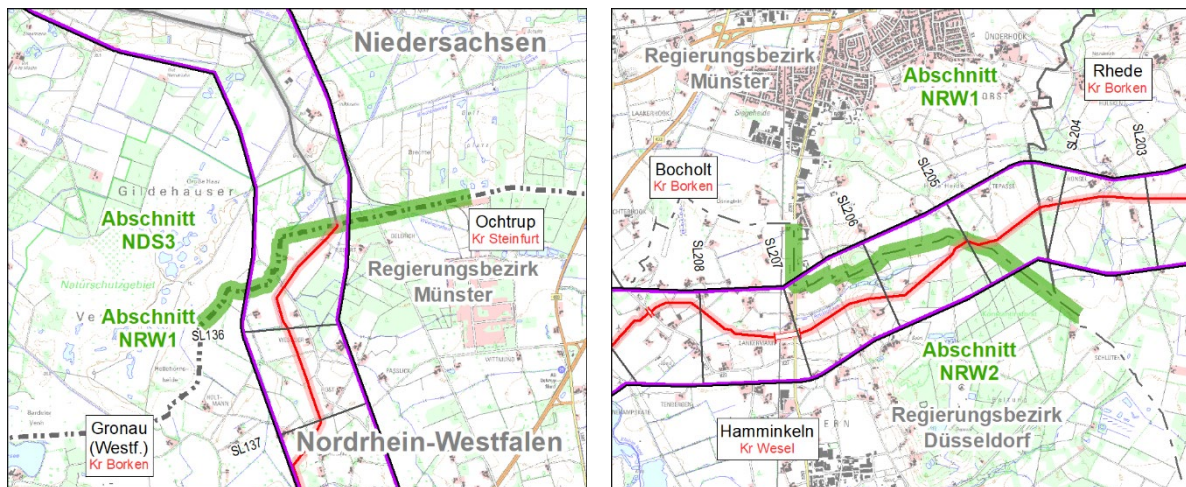 Niedersachsen
Gildehauser
Brechte
Abschnitt
NDS3
Ochtrup
Kr Steinfurt
Regierungsbezirk
Münster
Naturschutzgebiet
Abschnitt
NRW1
SL136
Gronau
(Westf.)
Kr Borken
SL137
Nordrhein-Westfalen
Regierungsbezirk
Münster
Abschnitt
NRW1
Rhede
Kr Borken
SL204
SL203
Bocholt
Kr Borken
SL205
SL206
SL207
SL208
Abschnitt
NRW2
Regierungsbezirk
Düsseldorf
Hamminkeln
Kr Wesel